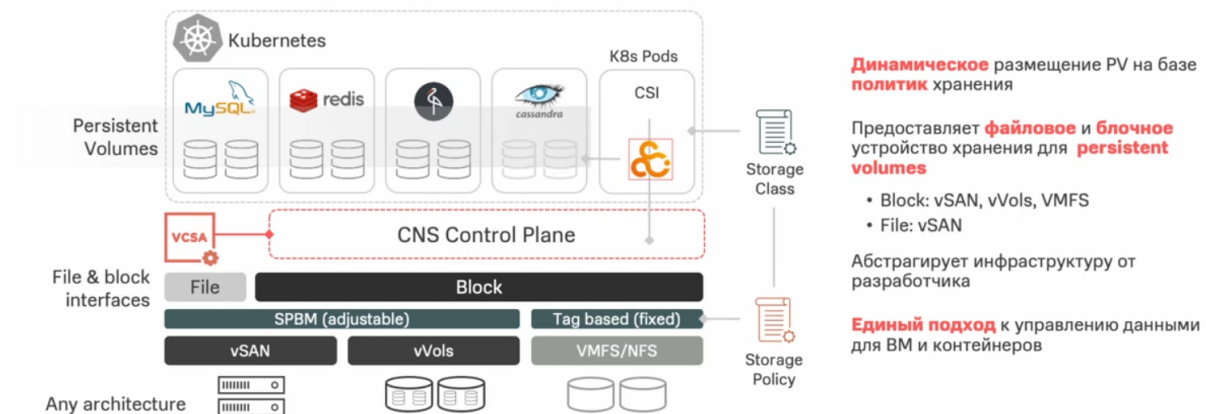 Kubernetes
K8s Pods
MySQL
redis
cassandra
CSI
Persistent
Volumes
Storage
Class
VCSA
CNS Control Plane
File & block
interfaces
File
Block
SPBM (adjustable)
Tag based (fixed)
vSAN
vVols
VMFS/NFS
Storage
Policy
Any architecture
Динамическое размещение PV на базе
политик хранения
Предоставляет файловое и блочное
устройство хранения для persistent
volumes
• Block: vSAN, vVols, VMFS
• File: vSAN
Абстрагирует инфраструктуру от
разработчика
Единый подход к управлению данными
для ВМ и контейнеров